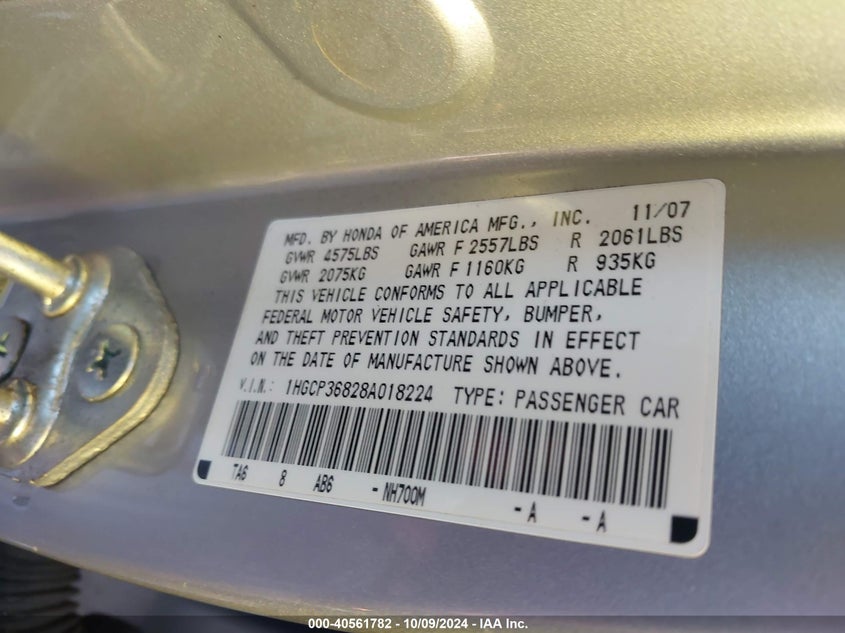 MFD. BY HONDA OF AMERICA MFG., INC. 11/07
GVWR 4575LBS GAWR F 2557LBS R 2061LBS
GVWR 2075KG GAWR F 1160KG R 935KG
THIS VEHICLE CONFORMS TO ALL APPLICABLE
FEDERAL MOTOR VEHICLE SAFETY, BUMPER,
AND THEFT PREVENTION STANDARDS IN EFFECT
ON THE DATE OF MANUFACTURE SHOWN ABOVE.
V.I.N.: 1HGCP36828A018224 TYPE: PASSENGER CAR
TA6 8 AB6 -NH700M -A -A
000-40561782 - 10/09/2024 - IAA Inc.